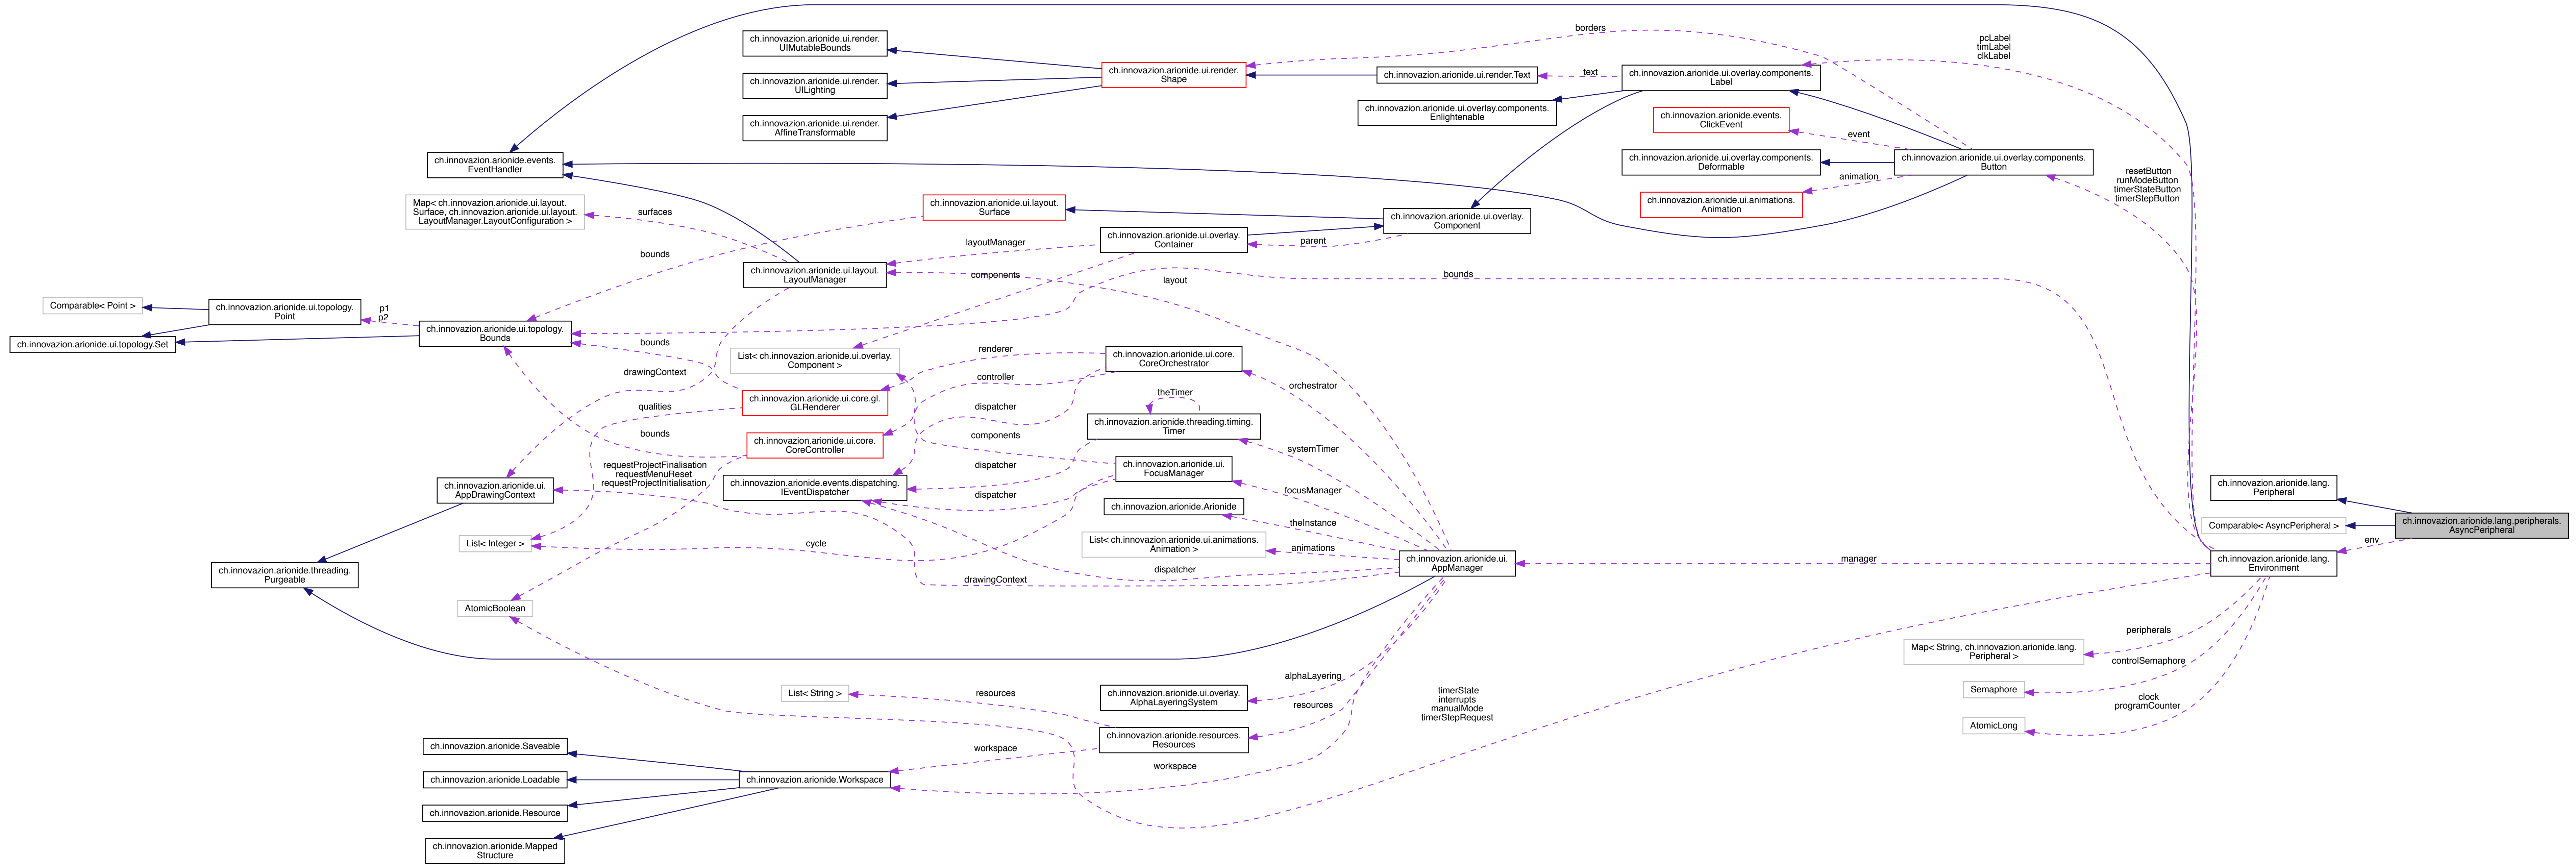 borders
pcLabel
timLabel
clkLabel
ch.innovazion.arionide.ui.render.
UIMutableBounds
ch.innovazion.arionide.ui.render.
Shape
ch.innovazion.arionide.ui.render.Text
text
ch.innovazion.arionide.ui.overlay.components.
Label
ch.innovazion.arionide.ui.render.
UILighting
ch.innovazion.arionide.ui.overlay.components.
Enlightenable
ch.innovazion.arionide.events.
ClickEvent
event
ch.innovazion.arionide.ui.render.
AffineTransformable
ch.innovazion.arionide.events.
EventHandler
ch.innovazion.arionide.ui.overlay.components.
Deformable
ch.innovazion.arionide.ui.overlay.components.
Button
animation
resetButton
runModeButton
timerStateButton
timerStepButton
ch.innovazion.arionide.ui.animations.
Animation
Map< ch.innovazion.arionide.ui.layout.
Surface, ch.innovazion.arionide.ui.layout.
LayoutManager.LayoutConfiguration >
surfaces
ch.innovazion.arionide.ui.layout.
Surface
ch.innovazion.arionide.ui.overlay.
Component
ch.innovazion.arionide.ui.overlay.
Container
parent
layoutManager
bounds
ch.innovazion.arionide.ui.layout.
LayoutManager
components
layout
bounds
Comparable< Point >
ch.innovazion.arionide.ui.topology.
Point
p1
p2
ch.innovazion.arionide.ui.topology.
Bounds
ch.innovazion.arionide.ui.topology.Set
bounds
List< ch.innovazion.arionide.ui.overlay.
Component >
renderer
ch.innovazion.arionide.ui.core.
CoreOrchestrator
drawingContext
controller
orchestrator
ch.innovazion.arionide.ui.core.gl.
GLRenderer
theTimer
qualities
dispatcher
ch.innovazion.arionide.threading.timing.
Timer
bounds
ch.innovazion.arionide.ui.core.
CoreController
components
systemTimer
requestProjectFinalisation
requestMenuReset
requestProjectInitialisation
dispatcher
ch.innovazion.arionide.ui.
FocusManager
ch.innovazion.arionide.ui.
AppDrawingContext
ch.innovazion.arionide.events.dispatching.
IEventDispatcher
dispatcher
focusManager
ch.innovazion.arionide.lang.
Peripheral
ch.innovazion.arionide.Arionide
theInstance
Comparable< AsyncPeripheral >
ch.innovazion.arionide.lang.peripherals.
AsyncPeripheral
List< Integer >
cycle
List< ch.innovazion.arionide.ui.animations.
Animation >
animations
env
ch.innovazion.arionide.ui.
AppManager
manager
ch.innovazion.arionide.lang.
Environment
ch.innovazion.arionide.threading.
Purgeable
dispatcher
drawingContext
AtomicBoolean
peripherals
Map< String, ch.innovazion.arionide.lang.
Peripheral >
controlSemaphore
alphaLayering
Semaphore
List< String >
resources
ch.innovazion.arionide.ui.overlay.
AlphaLayeringSystem
resources
timerState
interrupts
manualMode
timerStepRequest
clock
programCounter
AtomicLong
ch.innovazion.arionide.resources.
Resources
ch.innovazion.arionide.Saveable
workspace
workspace
ch.innovazion.arionide.Loadable
ch.innovazion.arionide.Workspace
ch.innovazion.arionide.Resource
ch.innovazion.arionide.Mapped
Structure